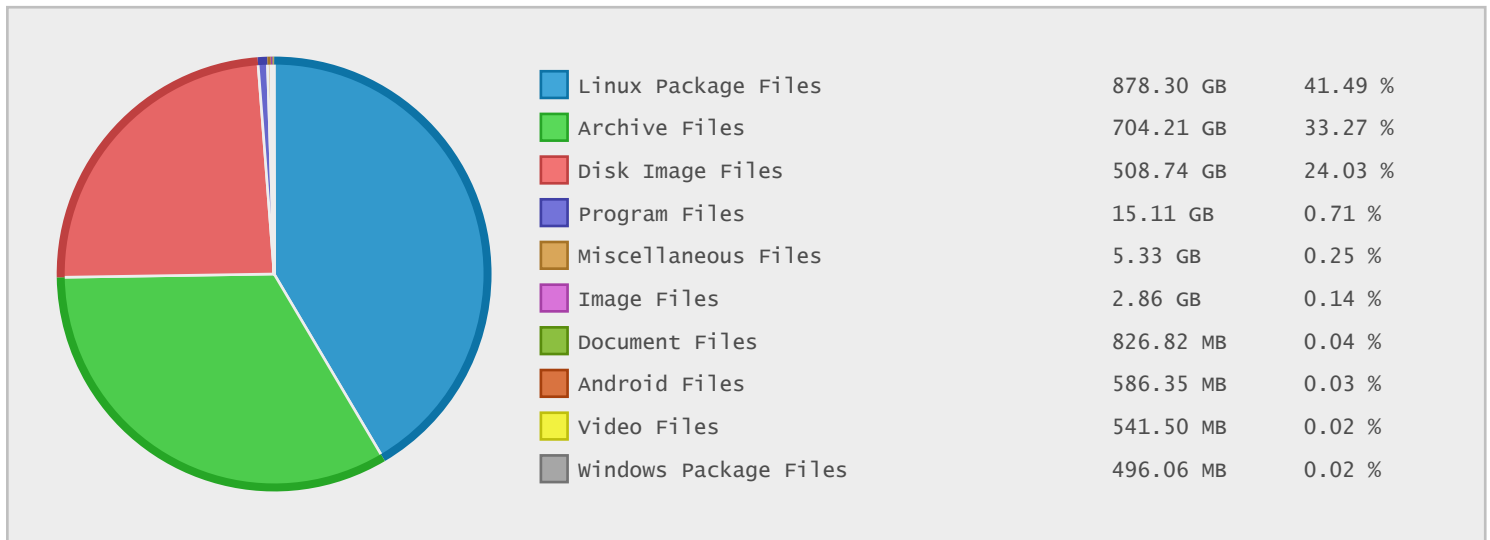 Linux Package Files 878.30 GB 41.49 %
Archive Files 704.21 GB 33.27 %
Disk Image Files 508.74 GB 24.03 %
Program Files 15.11 GB 0.71 %
Miscellaneous Files 5.33 GB 0.25 %
Image Files 2.86 GB 0.14 %
Document Files 826.82 MB 0.04 %
Android Files 586.35 MB 0.03 %
Video Files 541.50 MB 0.02 %
Windows Package Files 496.06 MB 0.02 %